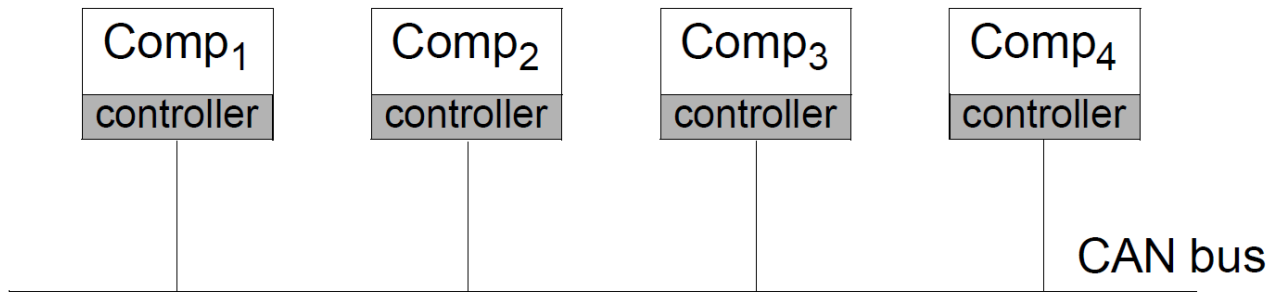 Comp₁ Comp₂ Comp₃ Comp₄
controller controller controller controller
CAN bus